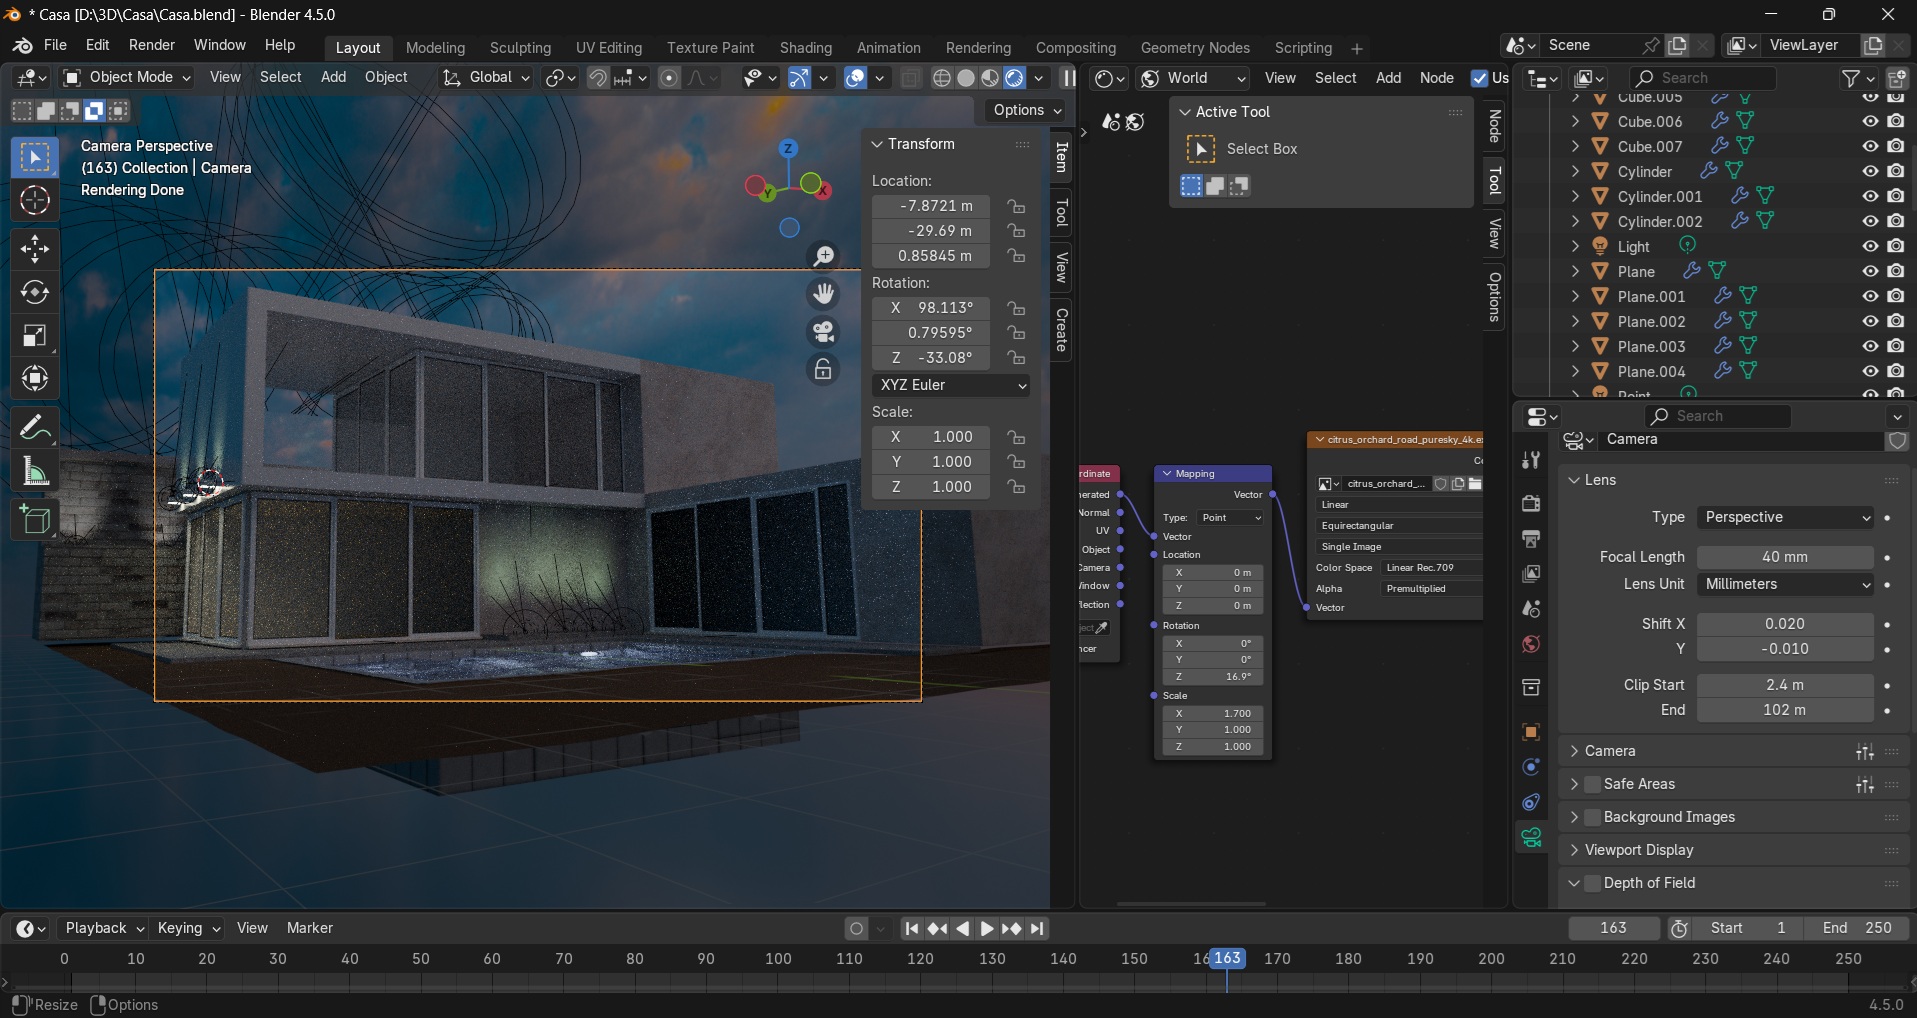 * Casa [D:\3D\Casa\Casa.blend] - Blender 4.5.0
File Edit Render Window Help
Layout Modeling Sculpting UV Editing Texture Paint Shading Animation Rendering Compositing Geometry Nodes Scripting +
Scene
ViewLayer
Object Mode View Select Add Object
Global
Options
Camera Perspective
(163) Collection | Camera
Rendering Done
Z
Y
X
Transform
Location:
-7.8721 m
-29.69 m
0.85845 m
Rotation:
X 98.113°
0.79595°
Z -33.08°
XYZ Euler
Scale:
X 1.000
Y 1.000
Z 1.000
Item
Tool
View
Create
World View Select Add Node Us
Active Tool
Select Box
Node
Tool
View
Options
rdinate
nerated
Normal
UV
Object
Camera
Vindow
flection
ject
ncer
Mapping
Vector
Type: Point
Vector
Location
X 0 m
Y 0 m
Z 0 m
Rotation
X 0°
Y 0°
Z 16.9°
Scale
X 1.700
Y 1.000
Z 1.000
citrus_orchard_road_puresky_4k.ex
Co
citrus_orchard_...
Linear
Equirectangular
Single Image
Color Space Linear Rec.709
Alpha Premultiplied
Vector
Search
Cube.005
Cube.006
Cube.007
Cylinder
Cylinder.001
Cylinder.002
Light
Plane
Plane.001
Plane.002
Plane.003
Plane.004
Point
Search
Camera
Lens
Type Perspective
Focal Length 40 mm
Lens Unit Millimeters
Shift X 0.020
Y -0.010
Clip Start 2.4 m
End 102 m
Camera
Safe Areas
Background Images
Viewport Display
Depth of Field
Playback Keying View Marker
163
Start 1
End 250
0 10 20 30 40 50 60 70 80 90 100 110 120 130 140 150 16 163 170 180 190 200 210 220 230 240 250
Resize Options
4.5.0